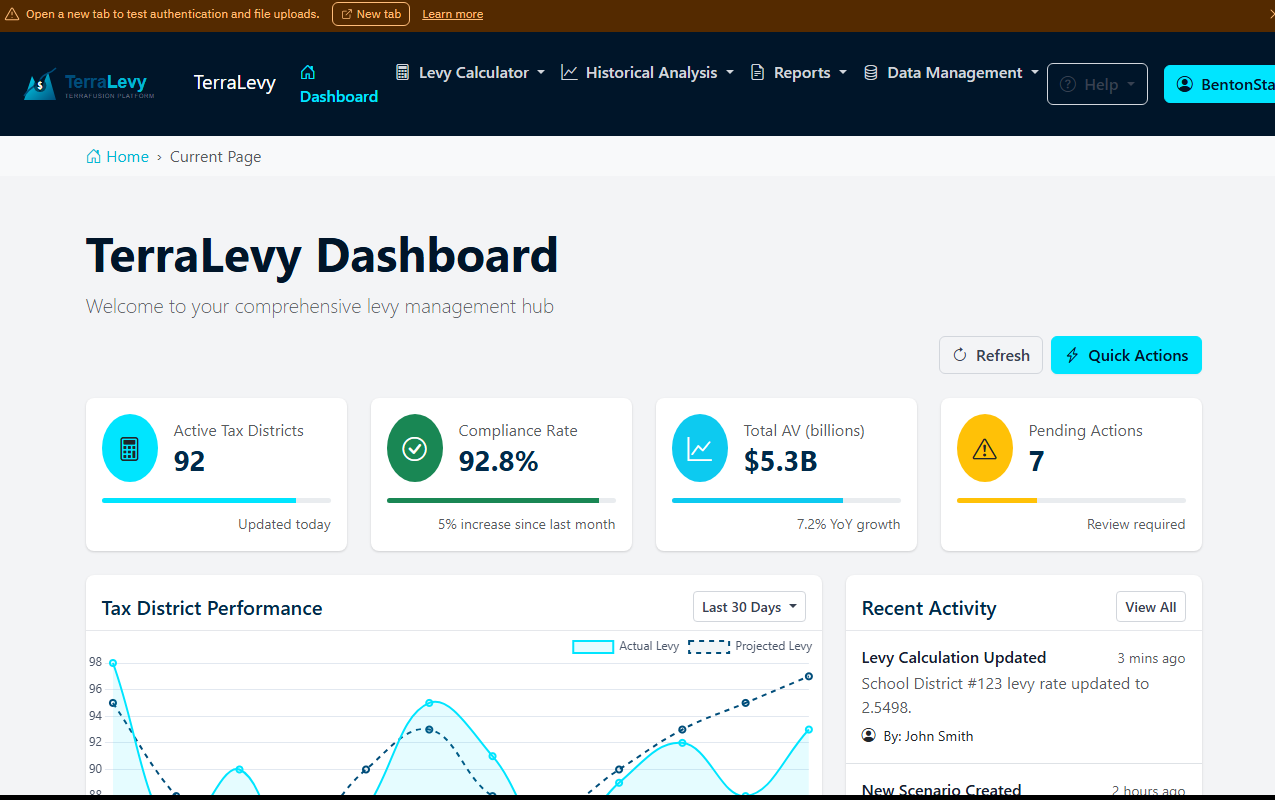 Open a new tab to test authentication and file uploads. New tab Learn more
TerraLevy
TERRAFUSION PLATFORM
TerraLevy
Dashboard
Levy Calculator
Historical Analysis
Reports
Data Management
Help
BentonSta
Home › Current Page
TerraLevy Dashboard
Welcome to your comprehensive levy management hub
Refresh
Quick Actions
Active Tax Districts
92
Updated today
Compliance Rate
92.8%
5% increase since last month
Total AV (billions)
$5.3B
7.2% YoY growth
Pending Actions
7
Review required
Tax District Performance
Last 30 Days
Actual Levy
Projected Levy
98
96
94
92
90
88
Recent Activity
View All
Levy Calculation Updated
3 mins ago
School District #123 levy rate updated to
2.5498.
By: John Smith
New Scenario Created
2 hours ago